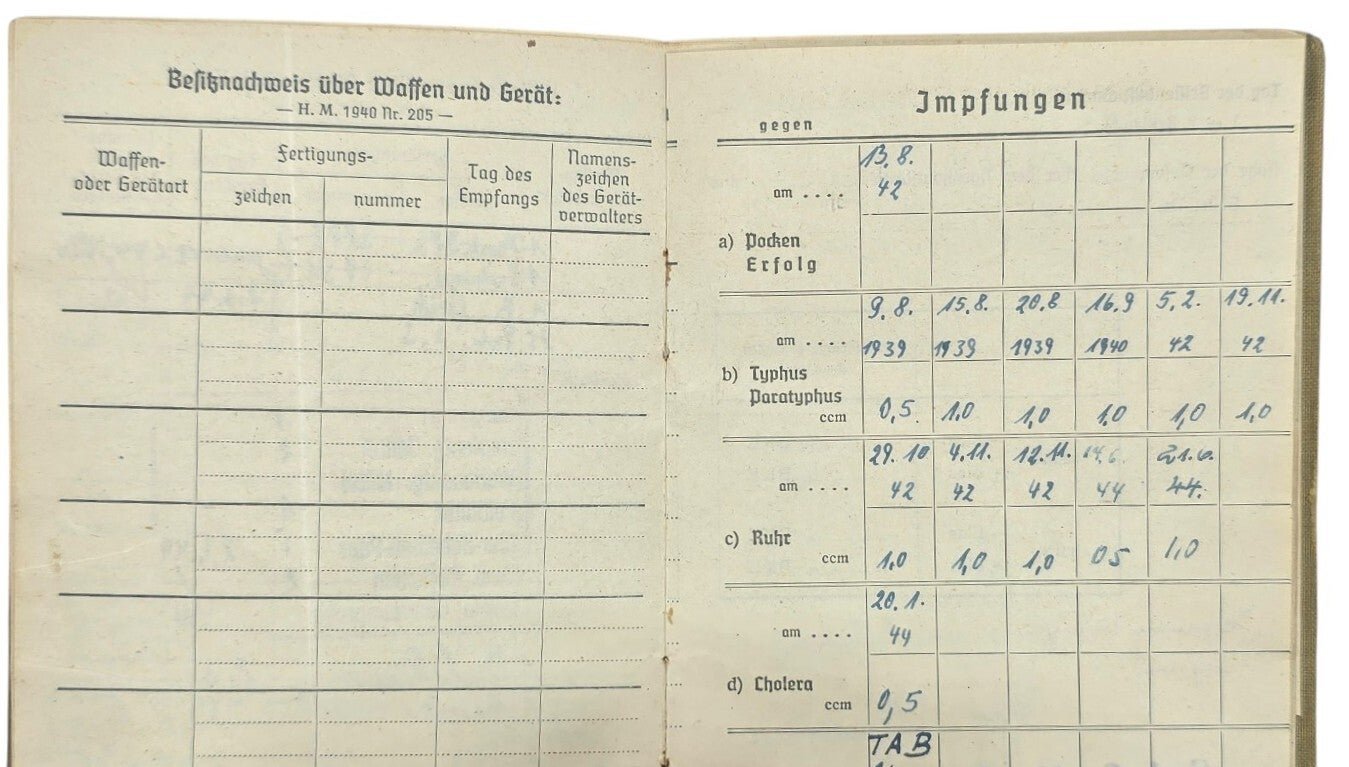 Besitznachweis über Waffen und Gerät:
— H. M. 1940 Nr. 205 —
Waffen-
oder Gerätart
Fertigungs-
zeichen
nummer
Tag des
Empfangs
Namens-
zeichen
des Gerät-
verwalters
Impfungen
gegen
13. 8.
am .... 42
a) Pocken
Erfolg
9. 8. 15. 8. 20.8 16.9 5. 2. 19. 11.
am .... 1939 1939 1939 1940 42 42
b) Typhus
Paratyphus
ccm 0,5 1,0 1,0 1,0 1,0 1,0
29. 10 4. 11. 12. 11. 14. 6. 21. 6.
am .... 42 42 42 44 44.
c) Ruhr
ccm 1,0 1,0 1,0 05 1,0
20. 1.
am .... 44
d) Cholera
ccm 0,5
TAB